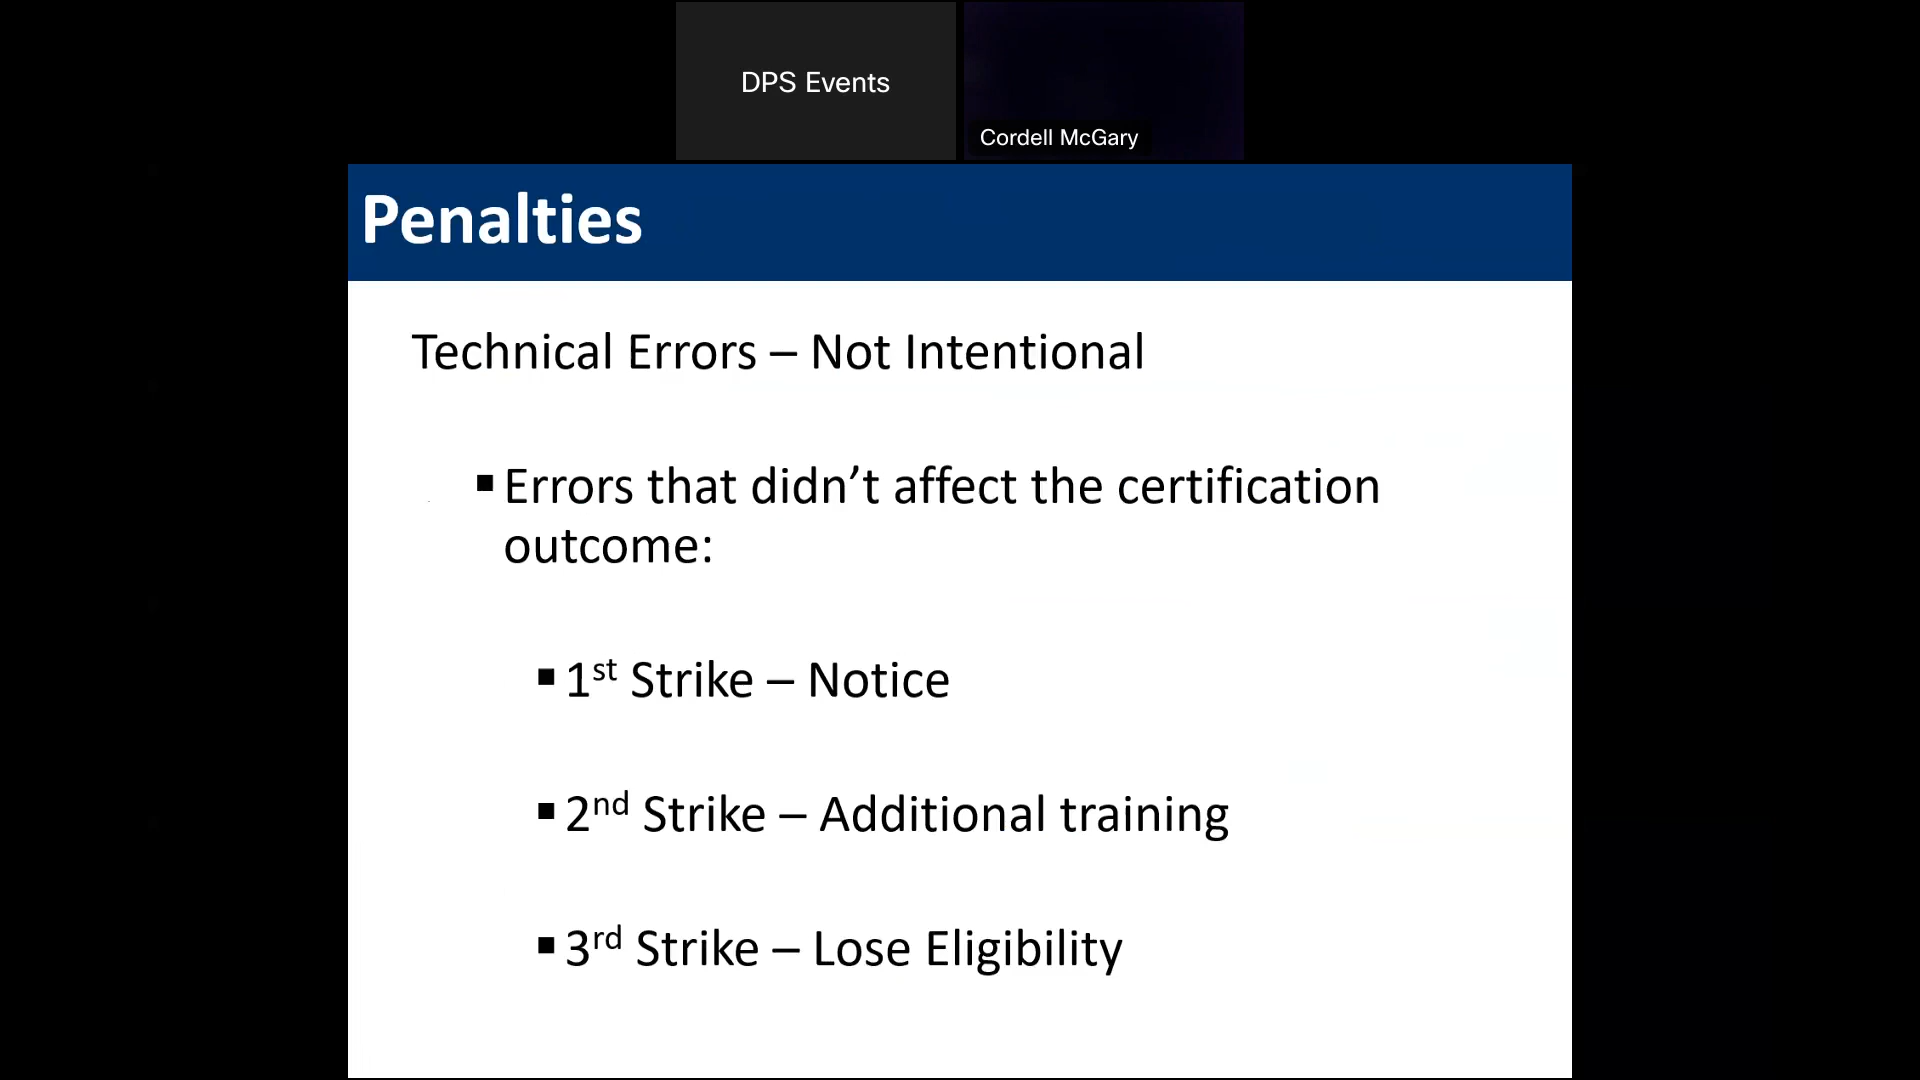 DPS Events
Cordell McGary
Penalties
Technical Errors – Not Intentional
▪ Errors that didn’t affect the certification
outcome:
▪ 1st Strike – Notice
▪ 2nd Strike – Additional training
▪ 3rd Strike – Lose Eligibility